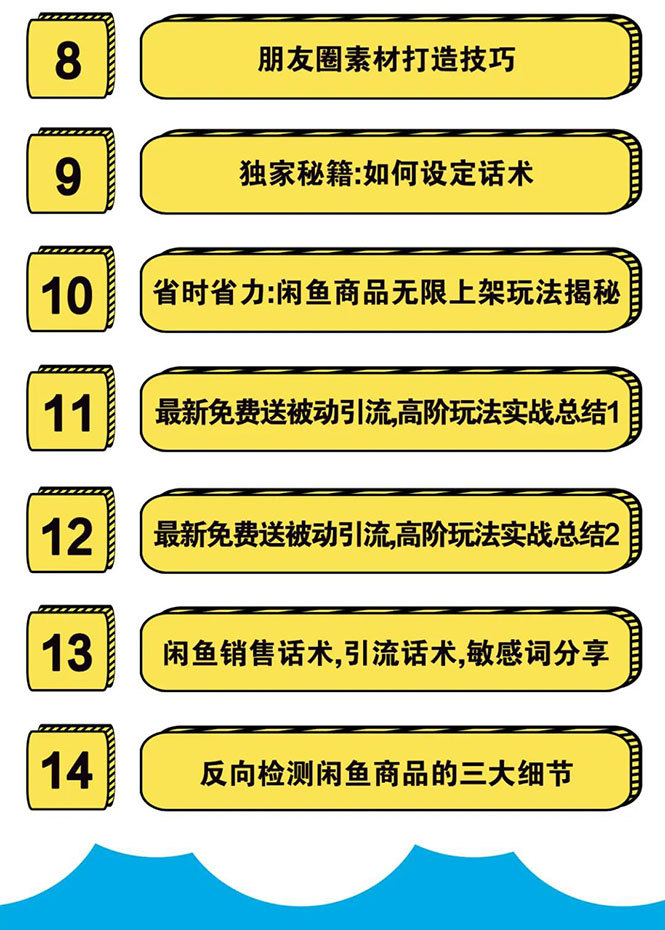 8
朋友圈素材打造技巧
9
独家秘籍:如何设定话术
10
省时省力:闲鱼商品无限上架玩法揭秘
11
最新免费送被动引流,高阶玩法实战总结1
12
最新免费送被动引流,高阶玩法实战总结2
13
闲鱼销售话术,引流话术,敏感词分享
14
反向检测闲鱼商品的三大细节